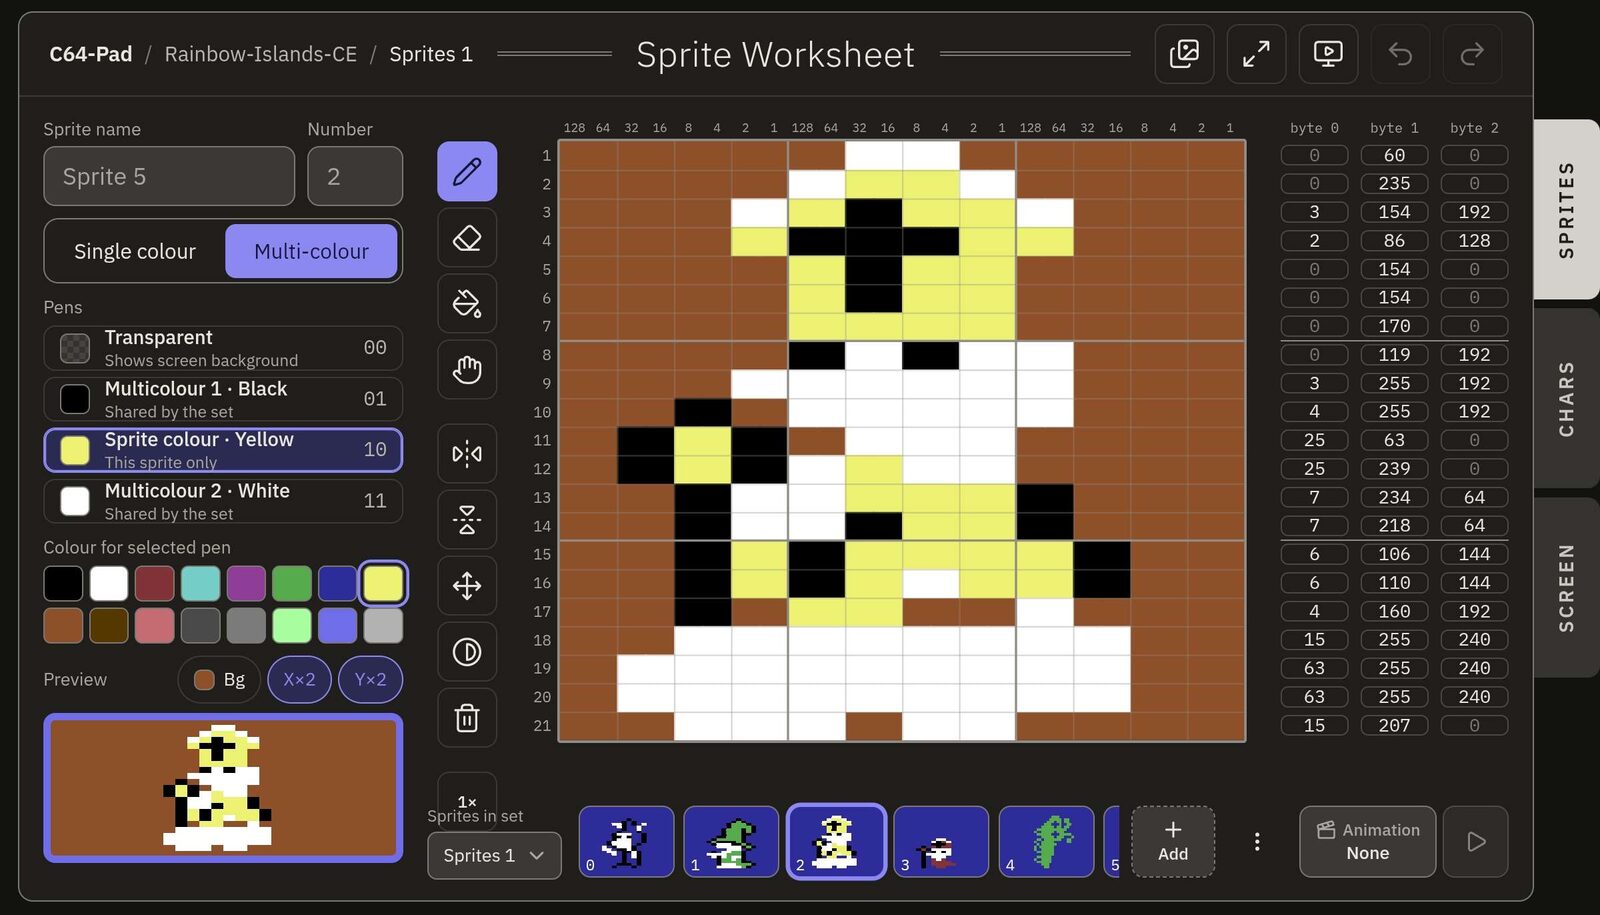 C64-Pad / Rainbow-Islands-CE / Sprites 1
Sprite Worksheet
Sprite name
Number
Sprite 5
2
Single colour
Multi-colour
Pens
Transparent
Shows screen background
00
Multicolour 1 · Black
Shared by the set
01
Sprite colour · Yellow
This sprite only
10
Multicolour 2 · White
Shared by the set
11
Colour for selected pen
Preview
Bg
X×2
Y×2
1×
128 64 32 16 8 4 2 1 128 64 32 16 8 4 2 1 128 64 32 16 8 4 2 1
byte 0 byte 1 byte 2
1 0 60 0
2 0 235 0
3 3 154 192
4 2 86 128
5 0 154 0
6 0 154 0
7 0 170 0
8 0 119 192
9 3 255 192
10 4 255 192
11 25 63 0
12 25 239 0
13 7 234 64
14 7 218 64
15 6 106 144
16 6 110 144
17 4 160 192
18 15 255 240
19 63 255 240
20 63 255 240
21 15 207 0
Sprites in set
Sprites 1
0
1
2
3
4
5
+
Add
Animation
None
SPRITES
CHARS
SCREEN